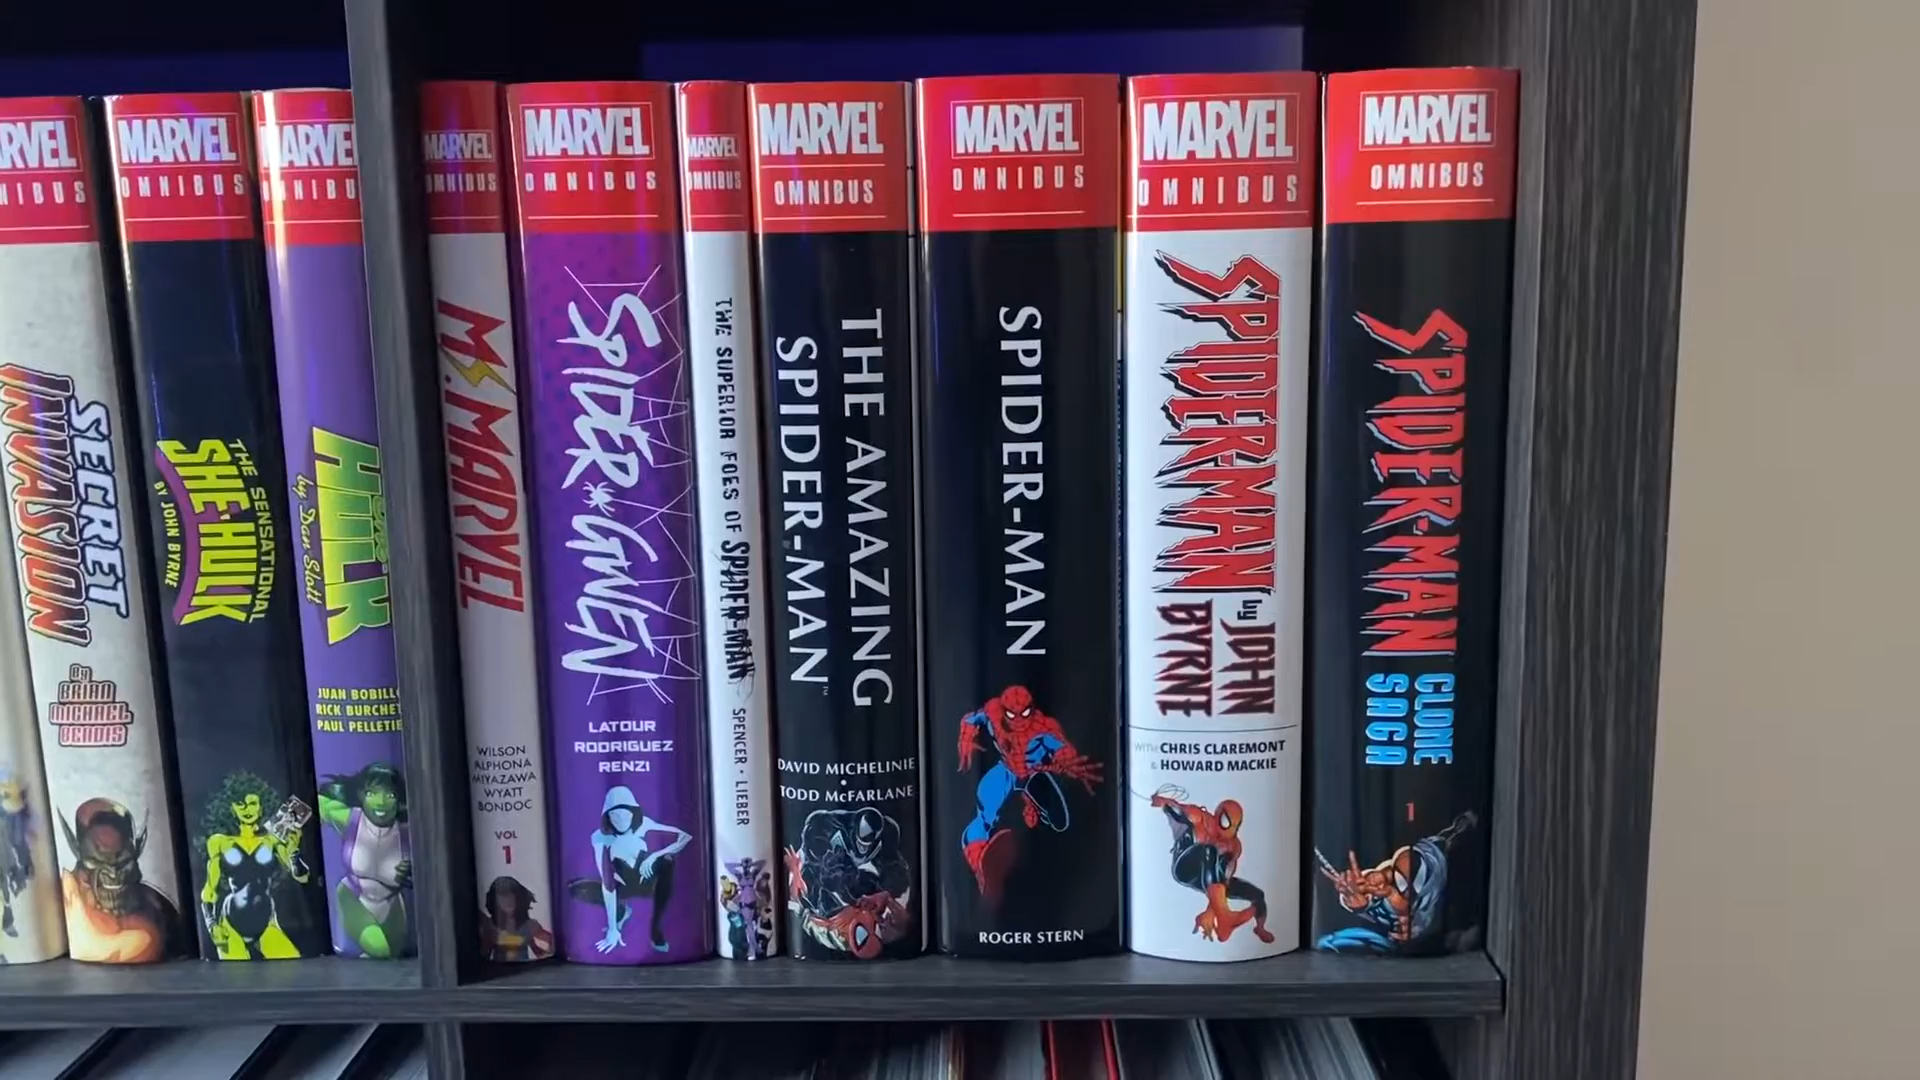 MARVEL
OMNIBUS
SECRET
INVASION
By
BRIAN
MICHAEL
BENDIS
MARVEL
OMNIBUS
THE SENSATIONAL
SHE-HULK
BY JOHN BYRNE
MARVEL
OMNIBUS
HULK
by Dan Slott
JUAN BOBILLO
RICK BURCHET
PAUL PELLETIE
MARVEL
OMNIBUS
MS. MARVEL
WILSON
ALPHONA
MIYAZAWA
WYATT
BONDOC
VOL
1
MARVEL
OMNIBUS
SPIDER-GWEN
LATOUR
RODRIGUEZ
RENZI
MARVEL
OMNIBUS
THE SUPERIOR FOES OF SPIDER-MAN
SPENCER • LIEBER
MARVEL
OMNIBUS
THE AMAZING
SPIDER-MAN™
DAVID MICHELINIE
•
TODD McFARLANE
MARVEL
OMNIBUS
SPIDER-MAN
ROGER STERN
MARVEL
OMNIBUS
SPIDER-MAN
by JOHN
BYRNE
WITH CHRIS CLAREMONT
& HOWARD MACKIE
MARVEL
OMNIBUS
SPIDER-MAN
CLONE
SAGA
1